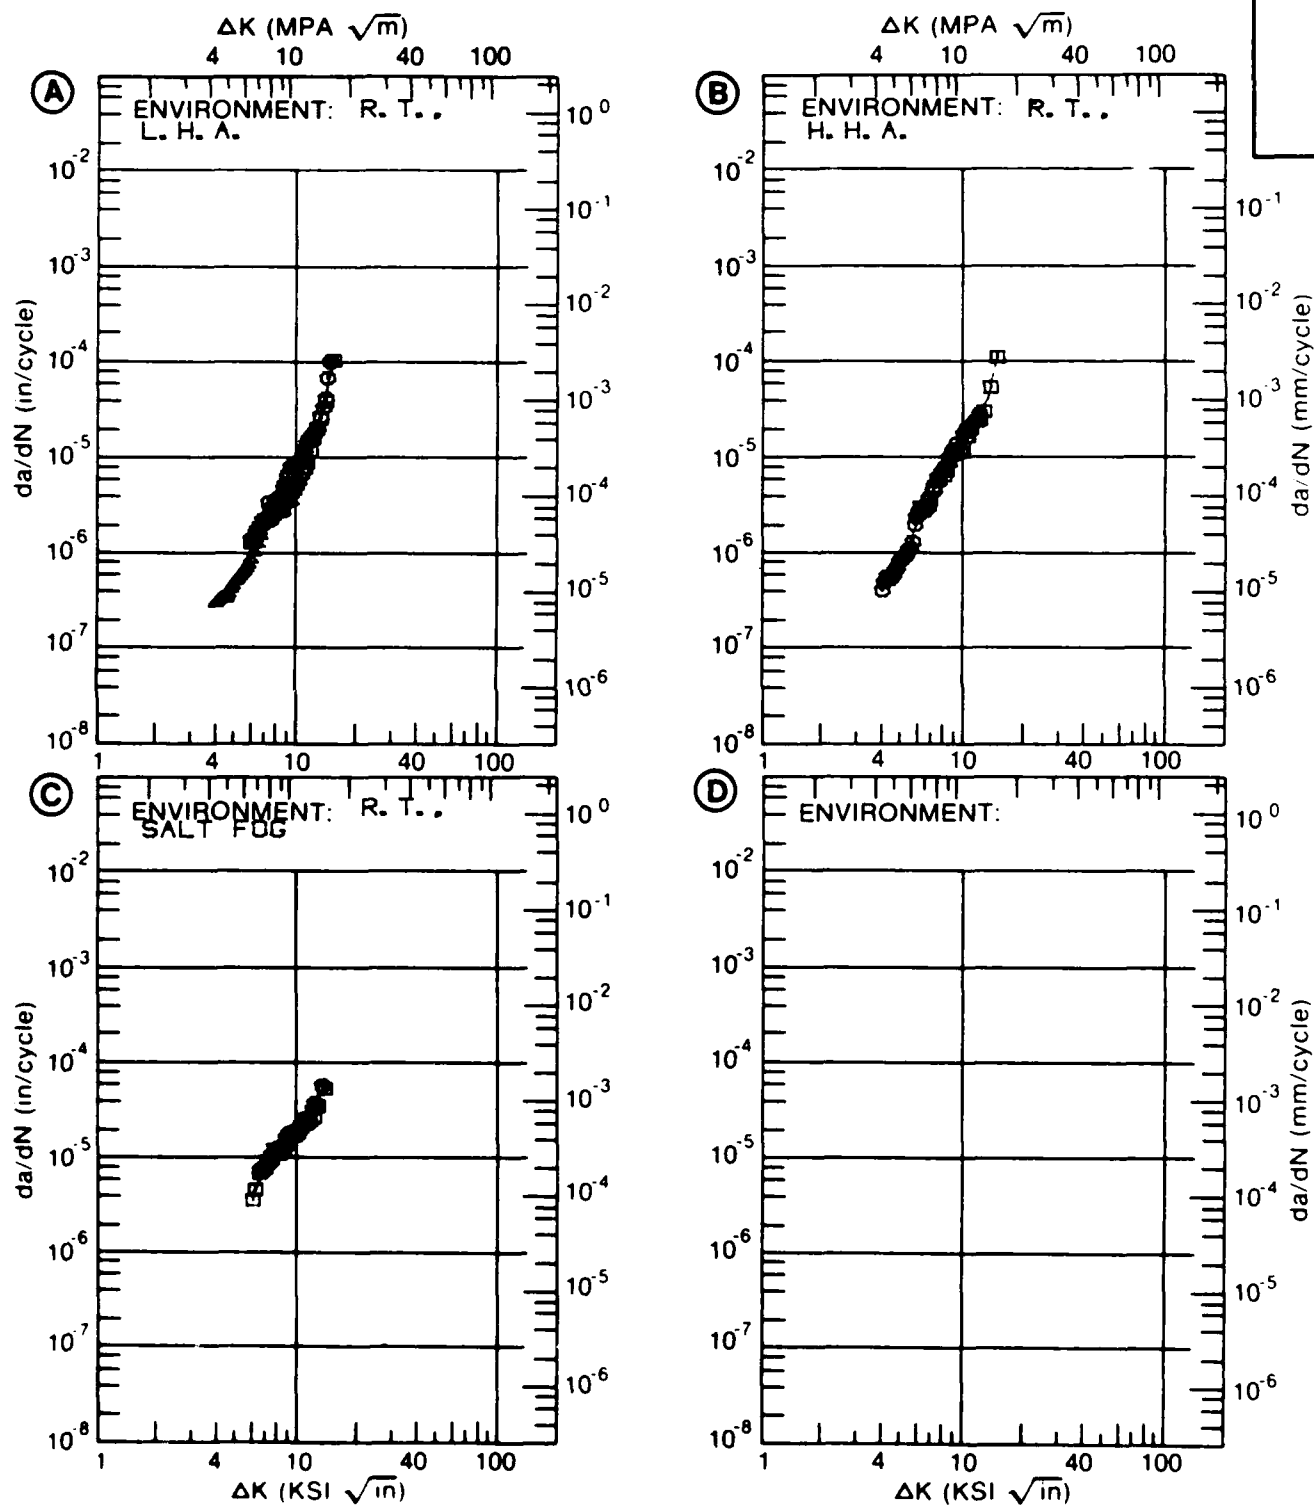 ΔK (MPA √m)
4 10 40 100
ΔK (MPA √m)
4 10 40 100
A
ENVIRONMENT: R. T. ,
L. H. A.
10^-2
10^-3
10^-4
10^-5
10^-6
10^-7
10^-8
da/dN (in/cycle)
10^0
10^-1
10^-2
10^-3
10^-4
10^-5
10^-6
1 4 10 40 100
B
ENVIRONMENT: R. T. ,
H. H. A.
10^-2
10^-3
10^-4
10^-5
10^-6
10^-7
10^-8
10^-1
10^-2
10^-3
10^-4
10^-5
10^-6
da/dN (mm/cycle)
1 4 10 40 100
C
ENVIRONMENT: R. T. ,
SALT FOG
10^-2
10^-3
10^-4
10^-5
10^-6
10^-7
10^-8
da/dN (in/cycle)
10^0
10^-1
10^-2
10^-3
10^-4
10^-5
10^-6
1 4 10 40 100
ΔK (KSI √in)
D
ENVIRONMENT:
10^-2
10^-3
10^-4
10^-5
10^-6
10^-7
10^-8
10^0
10^-1
10^-2
10^-3
10^-4
10^-5
10^-6
da/dN (mm/cycle)
1 4 10 40 100
ΔK (KSI √in)